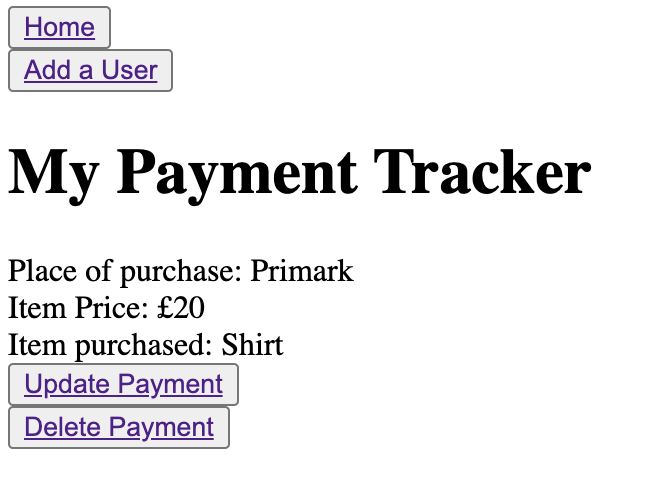 Home
Add a User
My Payment Tracker
Place of purchase: Primark
Item Price: £20
Item purchased: Shirt
Update Payment
Delete Payment